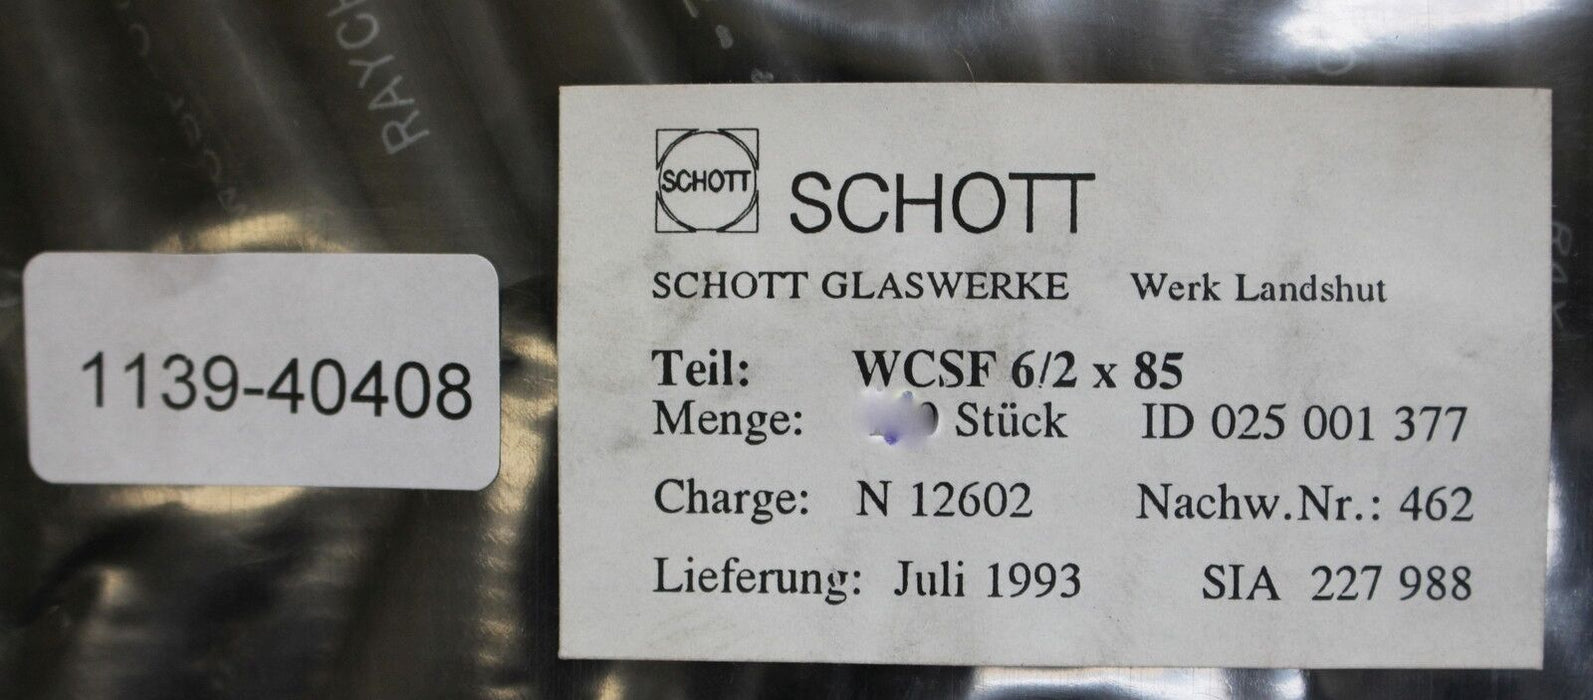 1139-40408
SCHOTT
SCHOTT
SCHOTT GLASWERKE Werk Landshut
Teil: WCSF 6/2 x 85
Menge: Stück ID 025 001 377
Charge: N 12602 Nachw.Nr.: 462
Lieferung: Juli 1993 SIA 227 988